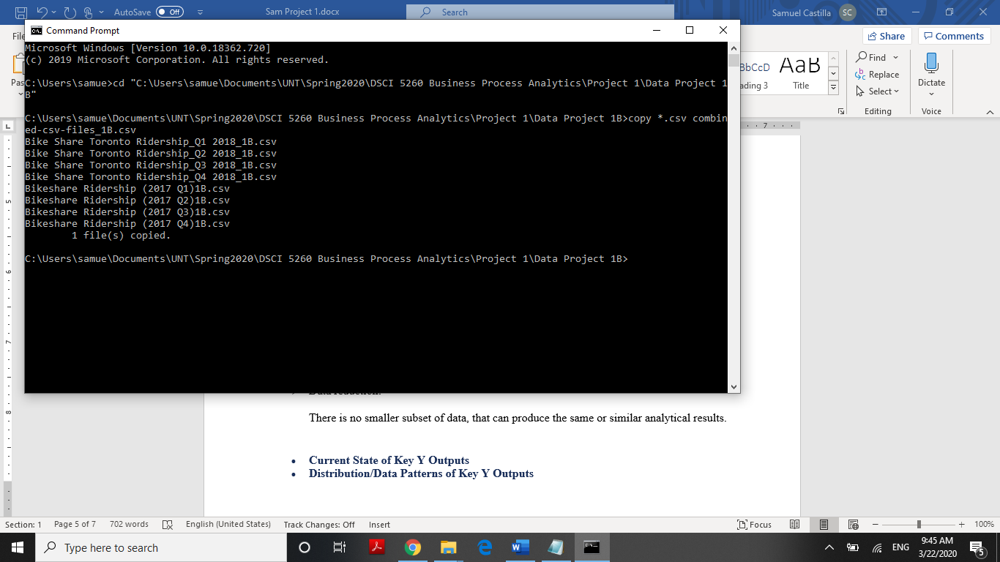 AutoSave Off Sam Project 1.docx Search Samuel Castilla SC
Command Prompt
Share Comments
Microsoft Windows [Version 10.0.18362.720]
(c) 2019 Microsoft Corporation. All rights reserved.
C:\Users\samue>cd "C:\Users\samue\Documents\UNT\Spring2020\DSCI 5260 Business Process Analytics\Project 1\Data Project 1
B"
C:\Users\samue\Documents\UNT\Spring2020\DSCI 5260 Business Process Analytics\Project 1\Data Project 1B>copy *.csv combin
ed-csv-files_1B.csv
Bike Share Toronto Ridership_Q1 2018_1B.csv
Bike Share Toronto Ridership_Q2 2018_1B.csv
Bike Share Toronto Ridership_Q3 2018_1B.csv
Bike Share Toronto Ridership_Q4 2018_1B.csv
Bikeshare Ridership (2017 Q1)1B.csv
Bikeshare Ridership (2017 Q2)1B.csv
Bikeshare Ridership (2017 Q3)1B.csv
Bikeshare Ridership (2017 Q4)1B.csv
1 file(s) copied.
C:\Users\samue\Documents\UNT\Spring2020\DSCI 5260 Business Process Analytics\Project 1\Data Project 1B>
AaB
Title
Find
Replace
Select
Editing
Dictate
Voice
7
5
6
7
8
There is no smaller subset of data, that can produce the same or similar analytical results.
• Current State of Key Y Outputs
• Distribution/Data Patterns of Key Y Outputs
Section: 1 Page 5 of 7 702 words English (United States) Track Changes: Off Insert Focus 100%
Type here to search
ENG
9:45 AM
3/22/2020
5